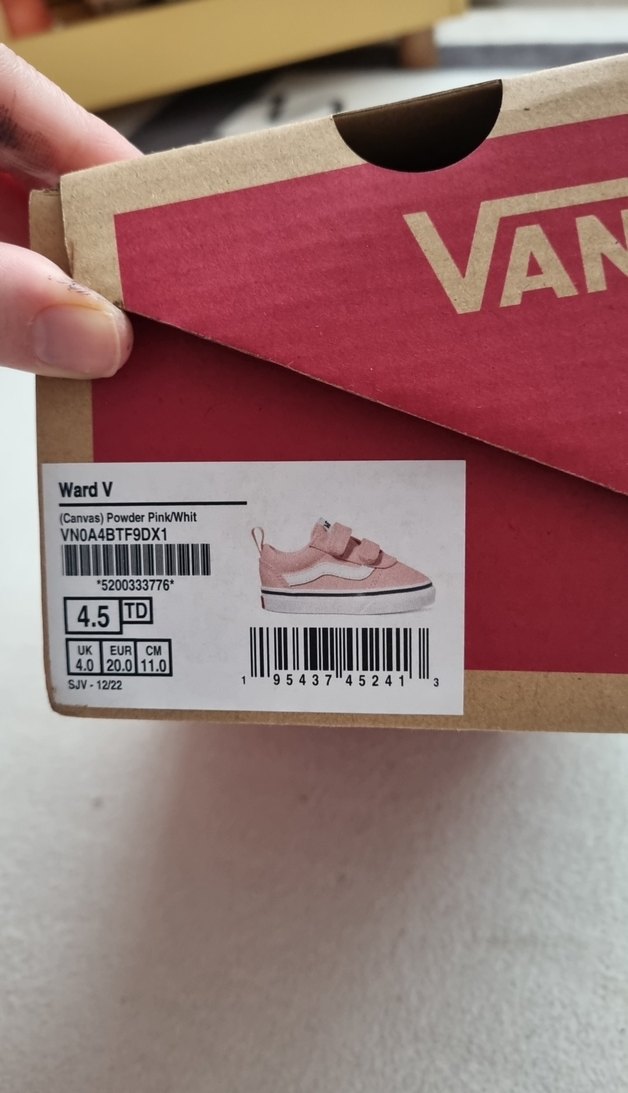 VAN
Ward V
(Canvas) Powder Pink/Whit
VN0A4BTF9DX1
*5200333776*
4.5 TD
UK EUR CM
4.0 20.0 11.0
SJV - 12/22
1 95437 45241 3